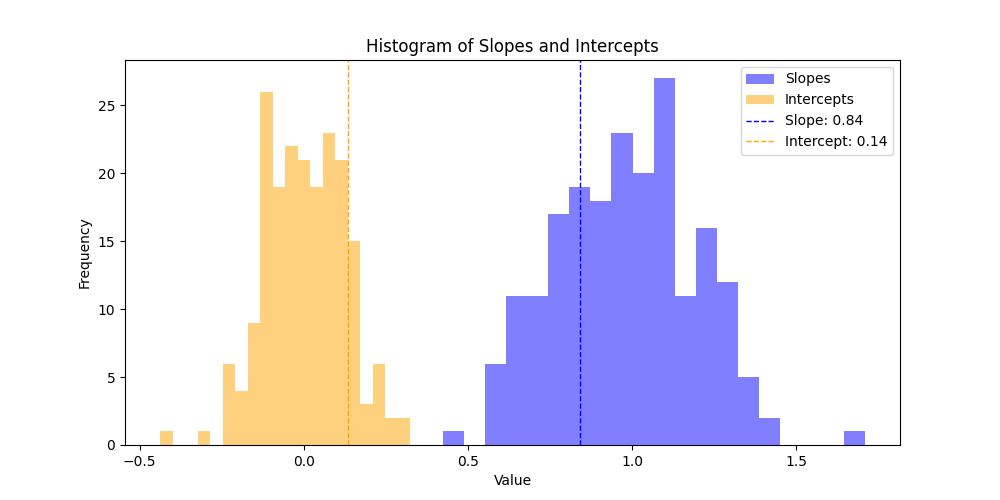 Histogram of Slopes and Intercepts
Slopes
Intercepts
Slope: 0.84
Intercept: 0.14
Frequency
25
20
15
10
5
0
−0.5
0.0
0.5
1.0
1.5
Value